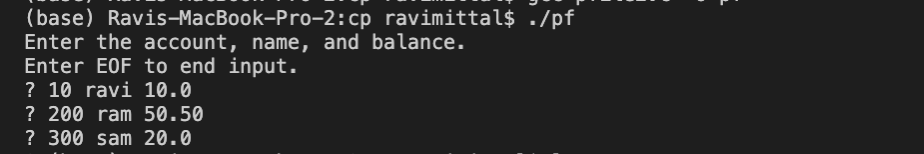 (base) Ravis-MacBook-Pro-2:cp ravimittal$ ./pf
Enter the account, name, and balance.
Enter EOF to end input.
? 10 ravi 10.0
? 200 ram 50.50
? 300 sam 20.0